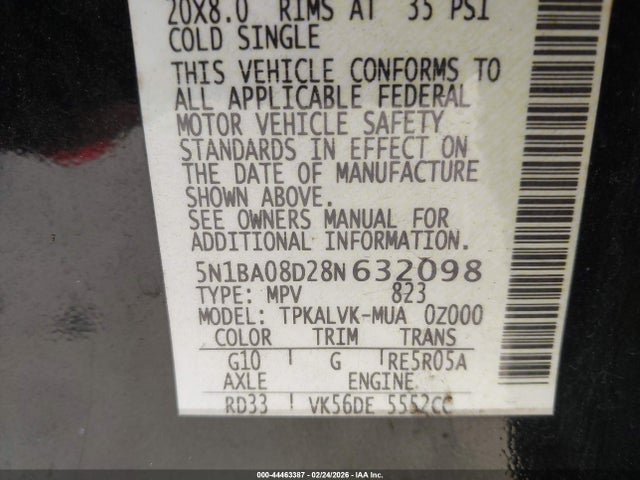 20X8.0 RIMS AT 35 PSI
COLD SINGLE
THIS VEHICLE CONFORMS TO
ALL APPLICABLE FEDERAL
MOTOR VEHICLE SAFETY
STANDARDS IN EFFECT ON
THE DATE OF MANUFACTURE
SHOWN ABOVE.
SEE OWNERS MANUAL FOR
ADDITIONAL INFORMATION.
5N1BA08D28N632098
TYPE: MPV 823
MODEL: TPKALVK-MUA 0Z000
COLOR TRIM TRANS
G10 G RE5R05A
AXLE ENGINE
RD33 VK56DE 5552CC
000-44463387 - 02/24/2026 - IAA Inc.